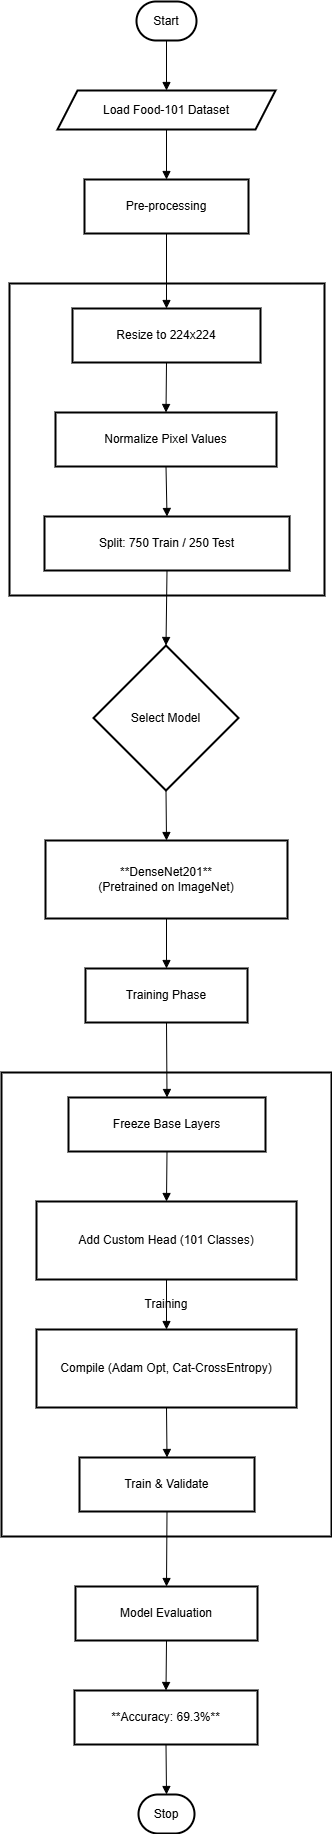 Start
Load Food-101 Dataset
Pre-processing
Resize to 224x224
Normalize Pixel Values
Split: 750 Train / 250 Test
Select Model
**DenseNet201**
(Pretrained on ImageNet)
Training Phase
Freeze Base Layers
Add Custom Head (101 Classes)
Training
Compile (Adam Opt, Cat-CrossEntropy)
Train & Validate
Model Evaluation
**Accuracy: 69.3%**
Stop